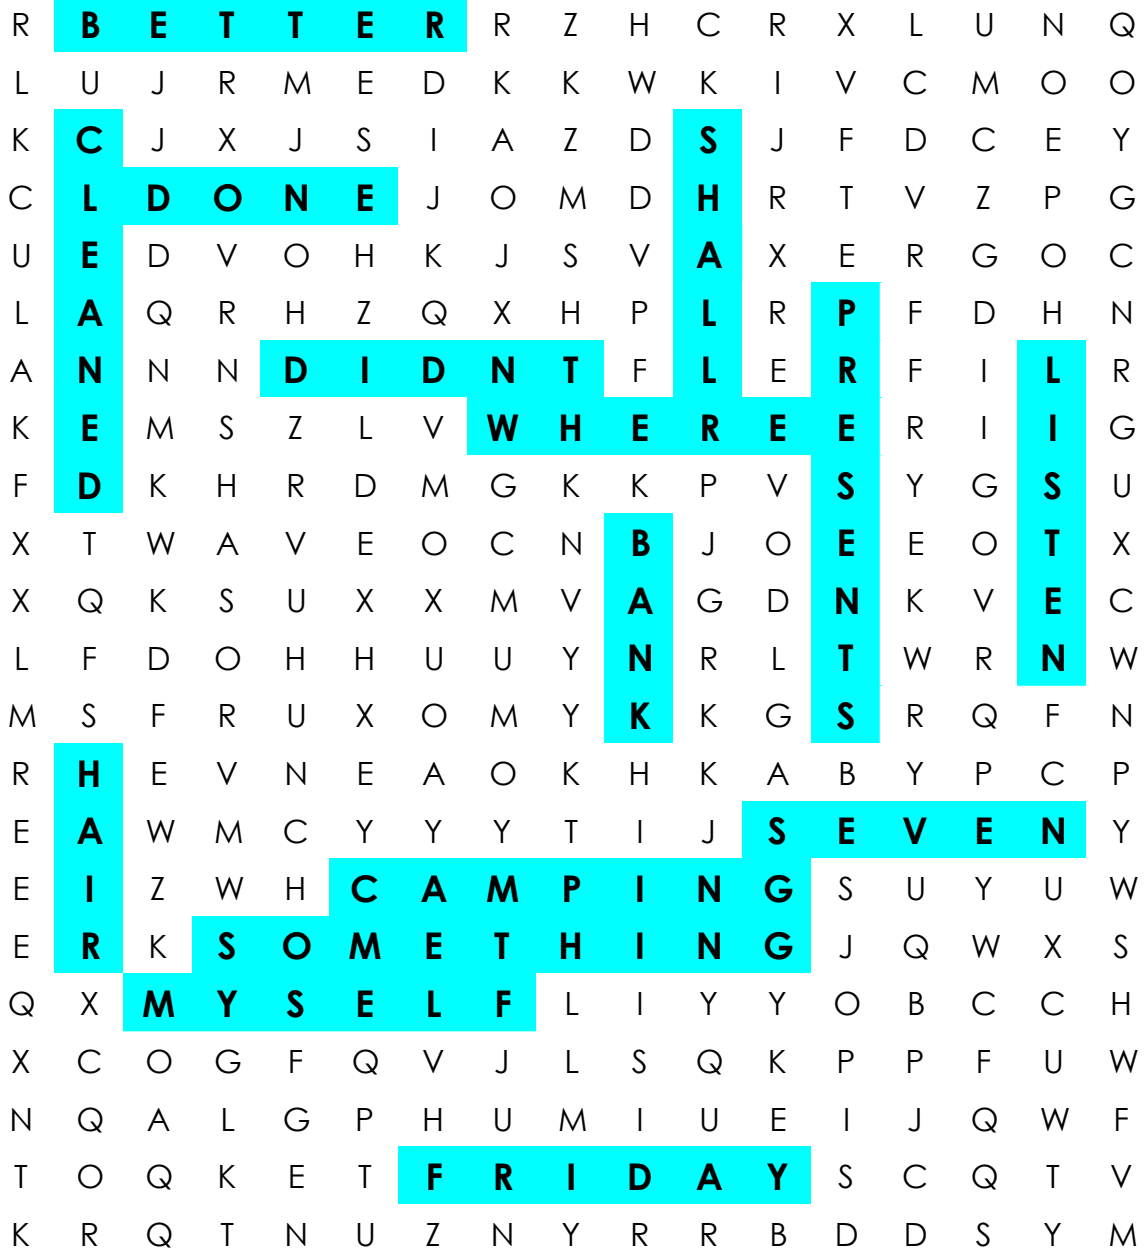 R B E T T E R R Z H C R X L U N Q
L U J R M E D K K W K I V C M O O
K C J X J S I A Z D S J F D C E Y
C L D O N E J O M D H R T V Z P G
U E D V O H K J S V A X E R G O C
L A Q R H Z Q X H P L R P F D H N
A N N N D I D N T F L E R F I L R
K E M S Z L V W H E R E E R I I G
F D K H R D M G K K P V S Y G S U
X T W A V E O C N B J O E E O T X
X Q K S U X X M V A G D N K V E C
L F D O H H U U Y N R L T W R N W
M S F R U X O M Y K K G S R Q F N
R H E V N E A O K H K A B Y P C P
E A W M C Y Y Y T I J S E V E N Y
E I Z W H C A M P I N G S U Y U W
E R K S O M E T H I N G J Q W X S
Q X M Y S E L F L I Y Y O B C C H
X C O G F Q V J L S Q K P P F U W
N Q A L G P H U M I U E I J Q W F
T O Q K E T F R I D A Y S C Q T V
K R Q T N U Z N Y R R B D D S Y M